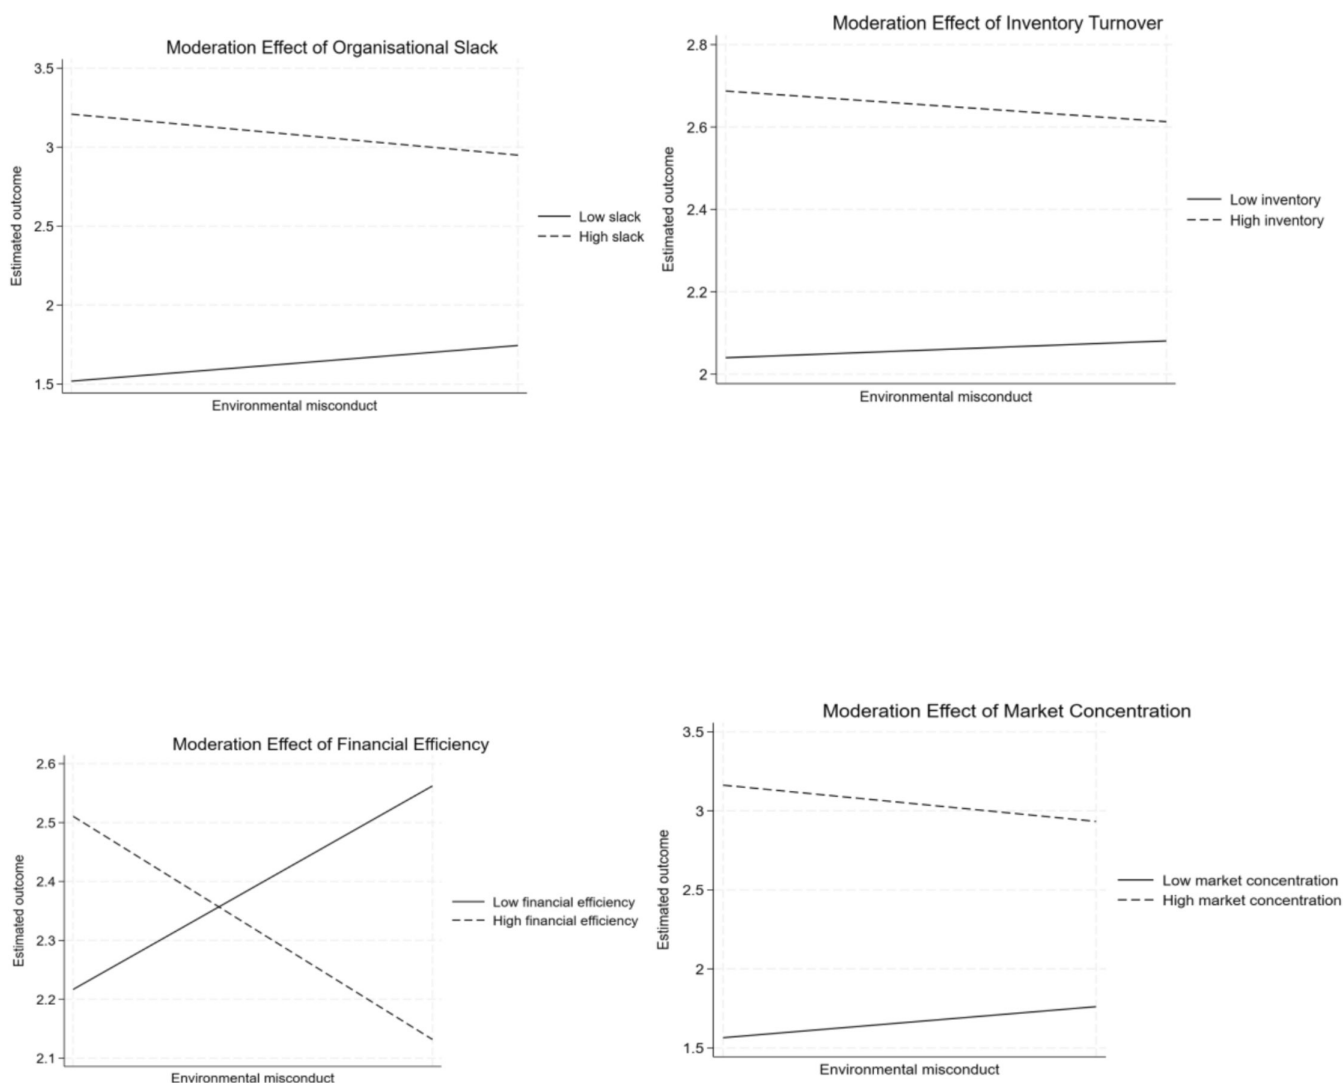 Moderation Effect of Organisational Slack
3.5
3
2.5
2
1.5
Estimated outcome
Environmental misconduct
Low slack
High slack
Moderation Effect of Inventory Turnover
2.8
2.6
2.4
2.2
2
Estimated outcome
Environmental misconduct
Low inventory
High inventory
Moderation Effect of Financial Efficiency
2.6
2.5
2.4
2.3
2.2
2.1
Estimated outcome
Environmental misconduct
Low financial efficiency
High financial efficiency
Moderation Effect of Market Concentration
3.5
3
2.5
2
1.5
Estimated outcome
Environmental misconduct
Low market concentration
High market concentration